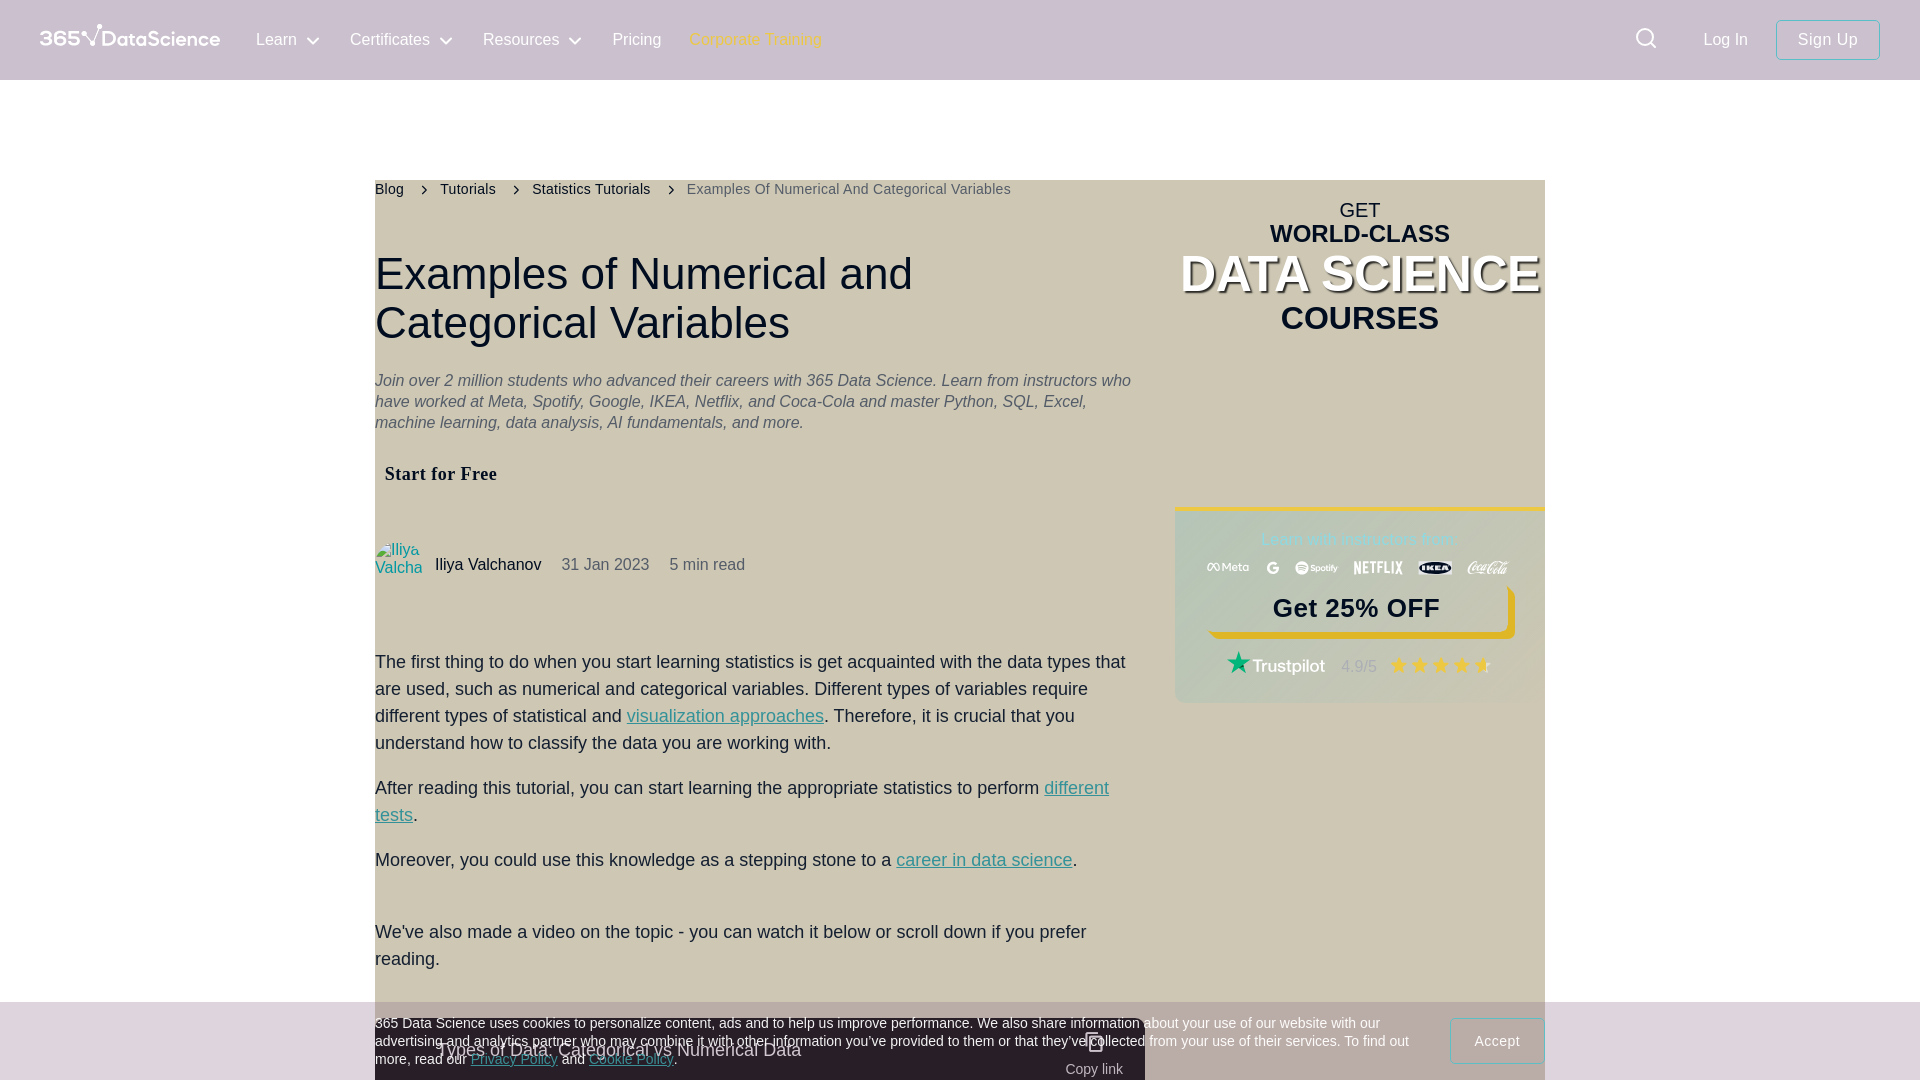 365 DataScience
Learn
Certificates
Resources
Pricing
Corporate Training
Log In
Sign Up
Blog
Tutorials
Statistics Tutorials
Examples Of Numerical And Categorical Variables
Examples of Numerical and
Categorical Variables
Join over 2 million students who advanced their careers with 365 Data Science. Learn from instructors who
have worked at Meta, Spotify, Google, IKEA, Netflix, and Coca-Cola and master Python, SQL, Excel,
machine learning, data analysis, AI fundamentals, and more.
Start for Free
Iliya
Valcha
Iliya Valchanov
31 Jan 2023
5 min read
The first thing to do when you start learning statistics is get acquainted with the data types that
are used, such as numerical and categorical variables. Different types of variables require
different types of statistical and visualization approaches. Therefore, it is crucial that you
understand how to classify the data you are working with.
After reading this tutorial, you can start learning the appropriate statistics to perform different
tests.
Moreover, you could use this knowledge as a stepping stone to a career in data science.
We've also made a video on the topic - you can watch it below or scroll down if you prefer
reading.
GET
WORLD-CLASS
DATA SCIENCE
COURSES
Learn with instructors from:
Meta
G
Spotify
NETFLIX
IKEA
Coca-Cola
Get 25% OFF
Trustpilot
4.9/5
Types of Data: Categorical vs Numerical Data
Copy link
365 Data Science uses cookies to personalize content, ads and to help us improve performance. We also share information about your use of our website with our
advertising and analytics partner who may combine it with other information you’ve provided to them or that they’ve collected from your use of their services. To find out
more, read our Privacy Policy and Cookie Policy.
Accept